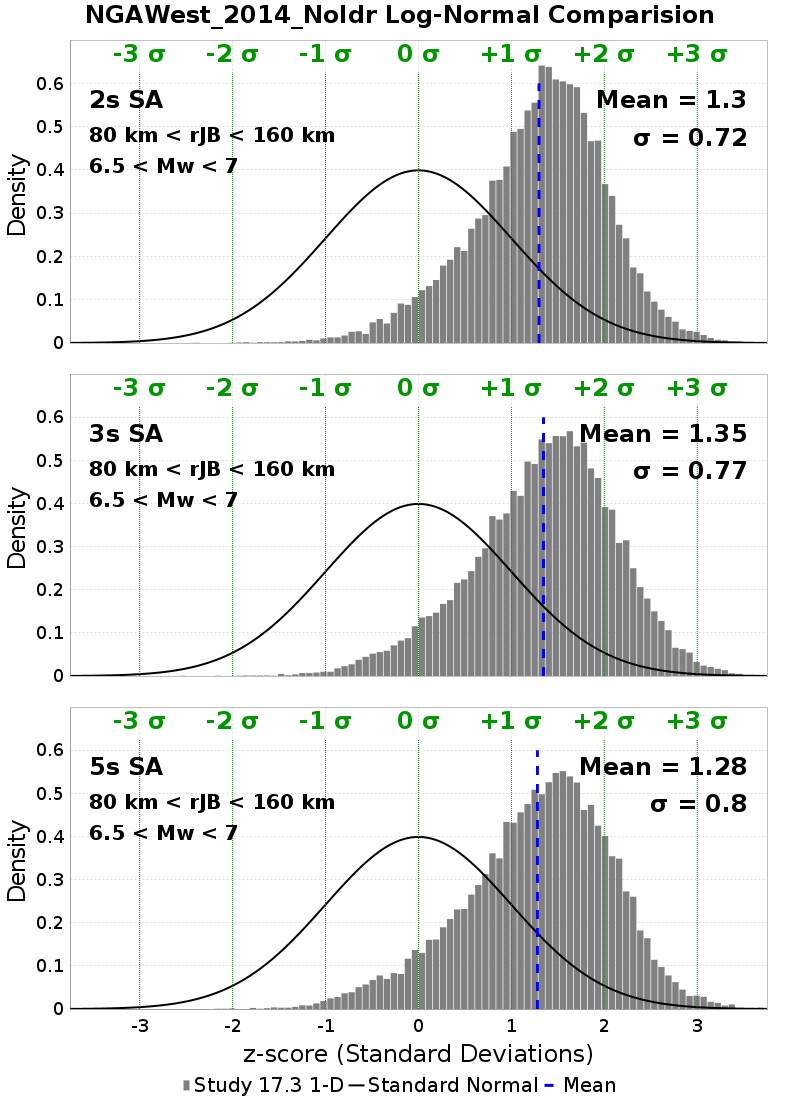 NGAWest_2014_NoIdr Log-Normal Comparision
-3 σ -2 σ -1 σ 0 σ +1 σ +2 σ +3 σ
2s SA
Mean = 1.3
80 km < rJB < 160 km
σ = 0.72
6.5 < Mw < 7
Density
0.6
0.5
0.4
0.3
0.2
0.1
0
-3 σ -2 σ -1 σ 0 σ +1 σ +2 σ +3 σ
3s SA
Mean = 1.35
80 km < rJB < 160 km
σ = 0.77
6.5 < Mw < 7
Density
0.6
0.5
0.4
0.3
0.2
0.1
0
-3 σ -2 σ -1 σ 0 σ +1 σ +2 σ +3 σ
5s SA
Mean = 1.28
80 km < rJB < 160 km
σ = 0.8
6.5 < Mw < 7
Density
0.6
0.5
0.4
0.3
0.2
0.1
0
-3 -2 -1 0 1 2 3
z-score (Standard Deviations)
Study 17.3 1-D Standard Normal Mean